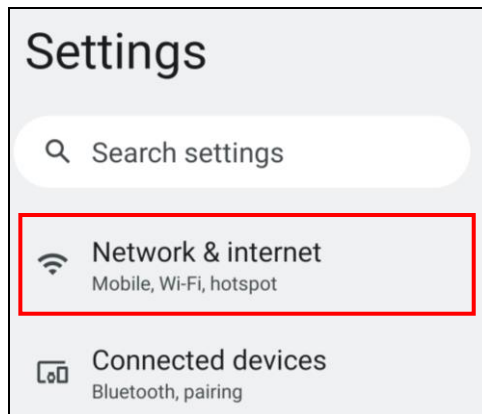 Settings
Search settings
Network & internet
Mobile, Wi-Fi, hotspot
Connected devices
Bluetooth, pairing